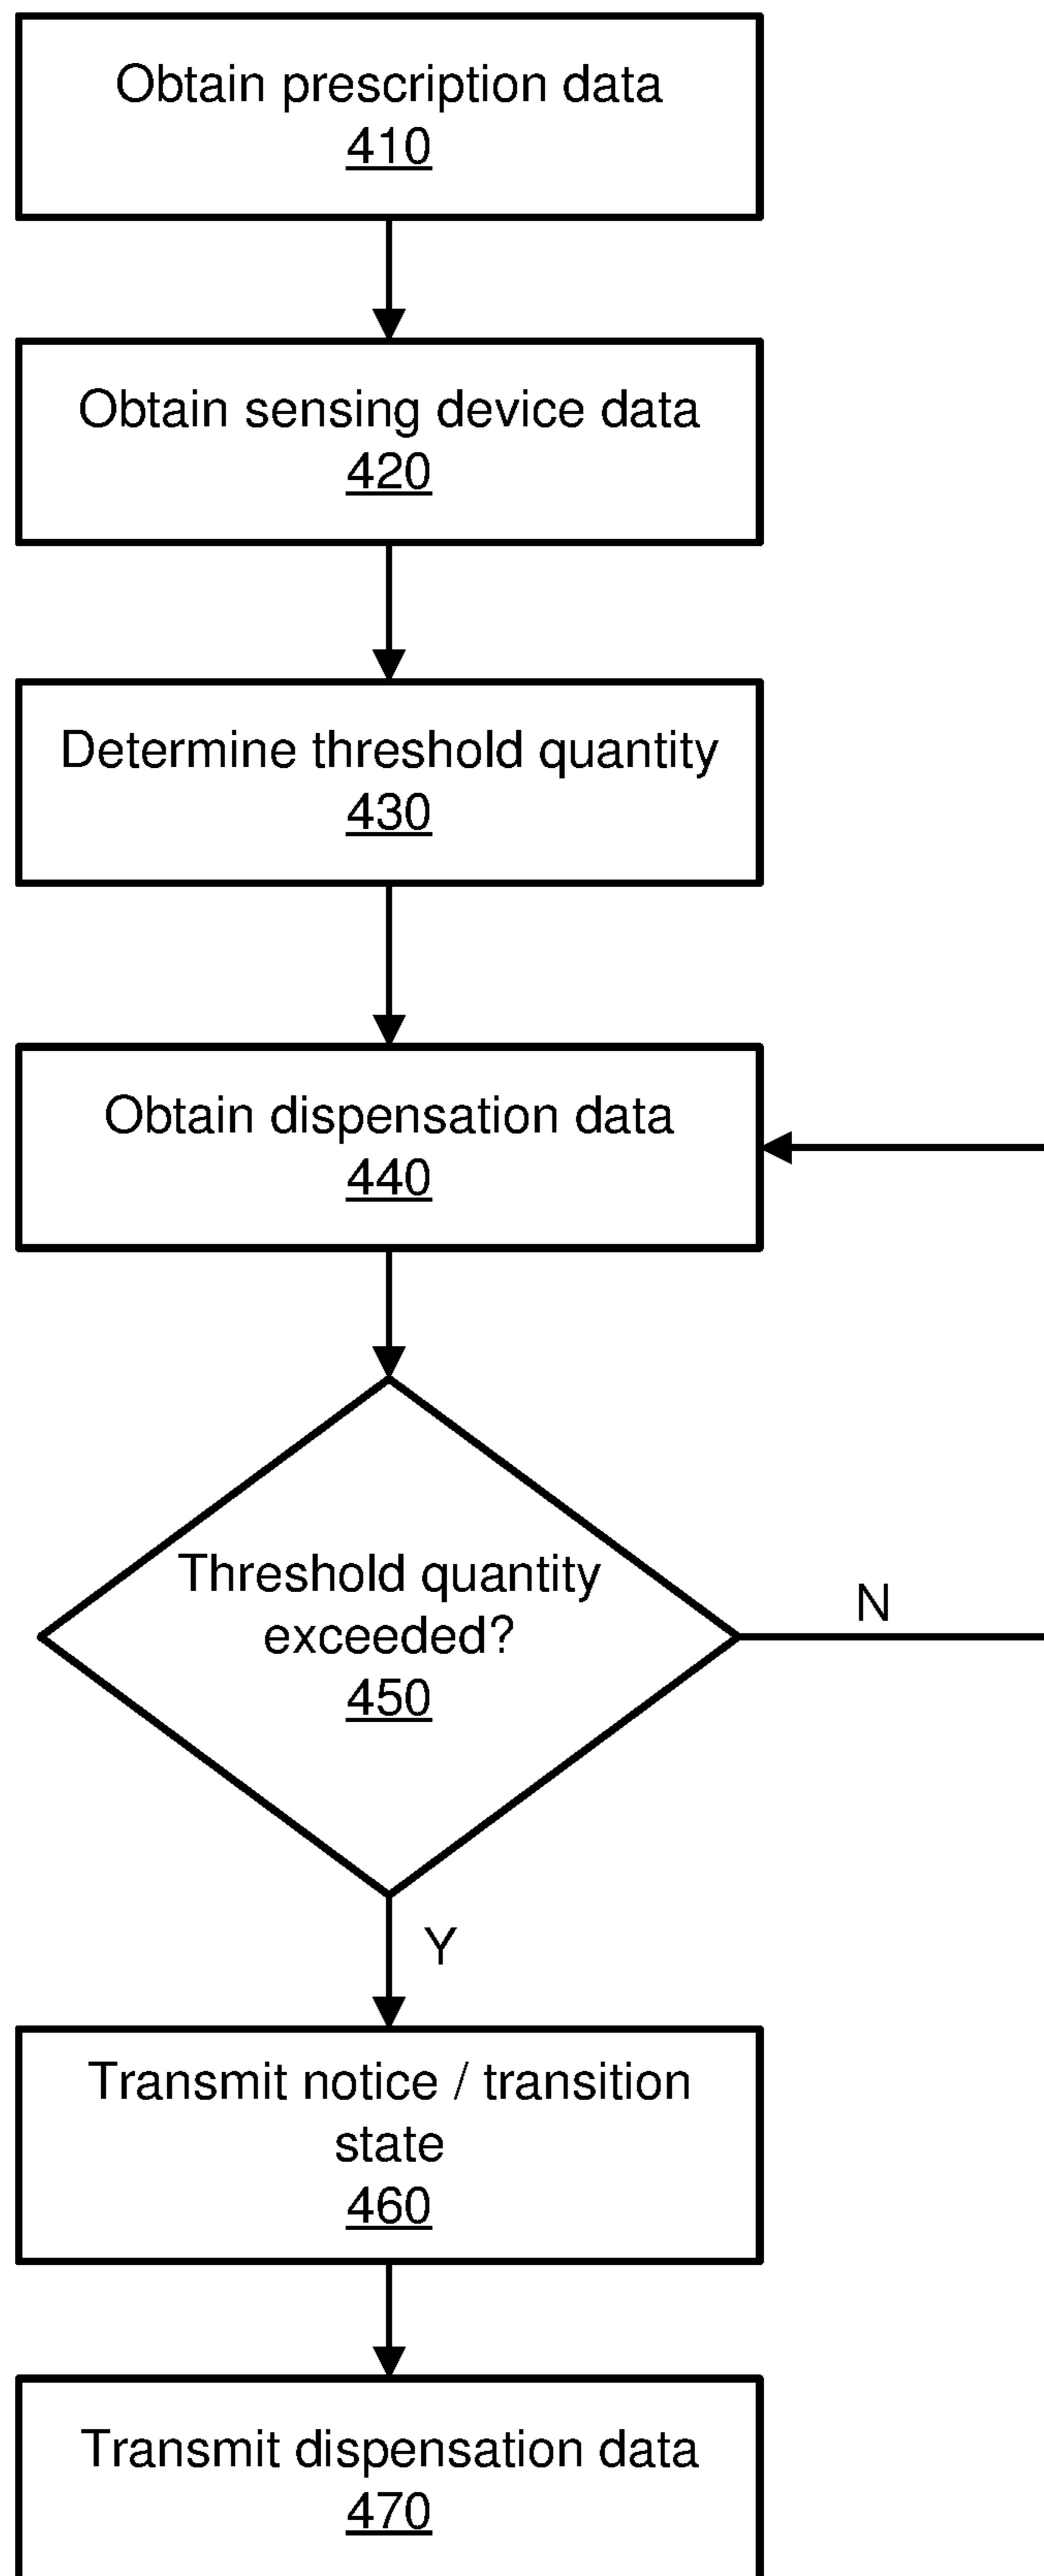 Obtain prescription data
410
Obtain sensing device data
420
Determine threshold quantity
430
Obtain dispensation data
440
Threshold quantity
exceeded?
450
N
Y
Transmit notice / transition
state
460
Transmit dispensation data
470